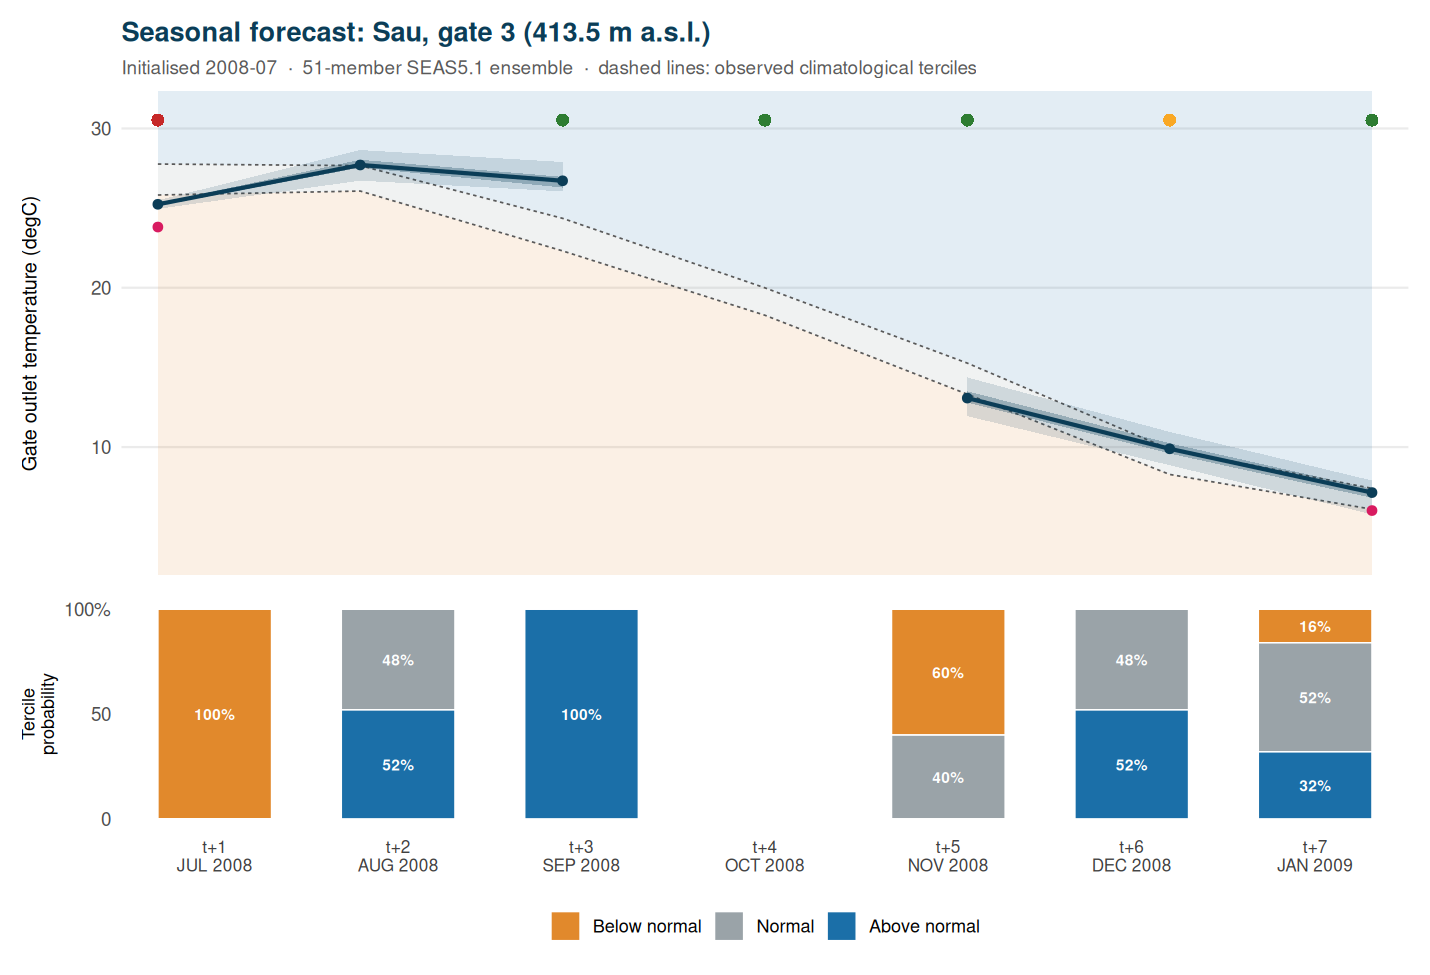 Seasonal forecast: Sau, gate 3 (413.5 m a.s.l.)
Initialised 2008-07 · 51-member SEAS5.1 ensemble · dashed lines: observed climatological terciles
Gate outlet temperature (degC)
30
20
10
Tercile
probability
100%
50
0
100%
48%
52%
100%
60%
40%
48%
52%
16%
52%
32%
t+1
JUL 2008
t+2
AUG 2008
t+3
SEP 2008
t+4
OCT 2008
t+5
NOV 2008
t+6
DEC 2008
t+7
JAN 2009
Below normal
Normal
Above normal